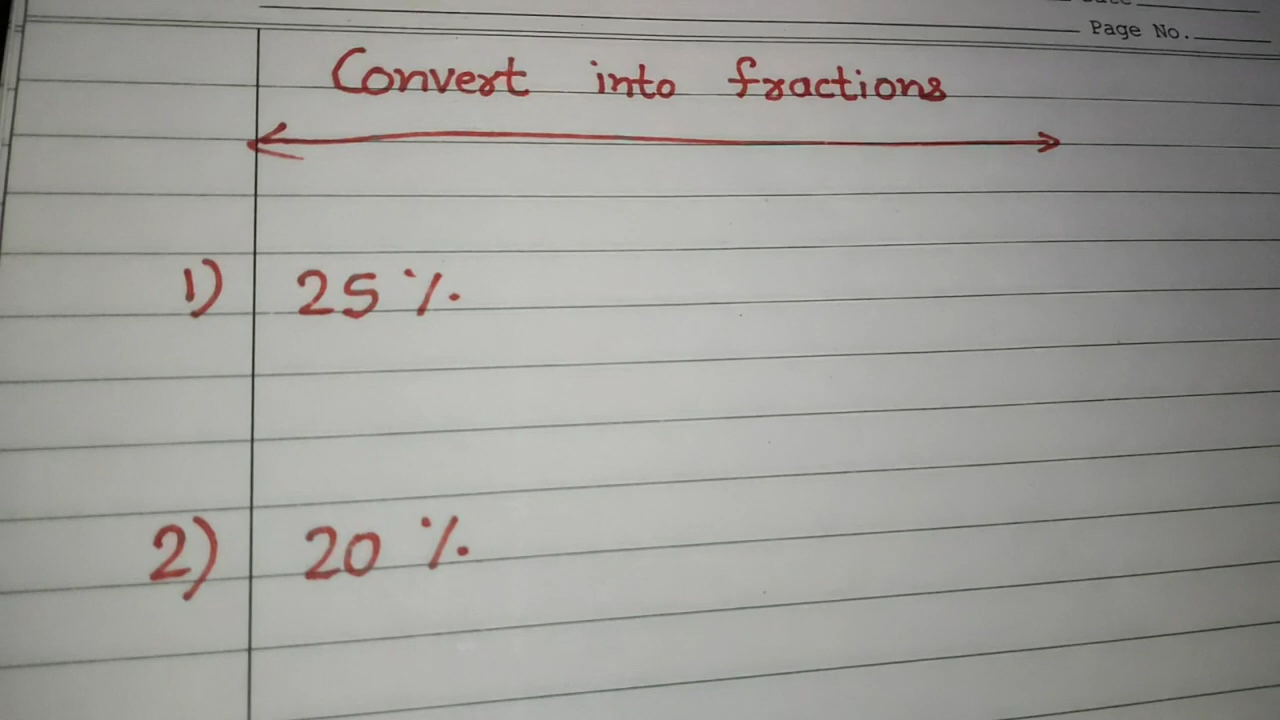 Page No.
Convert into fractions
1) 25 %
2) 20 %